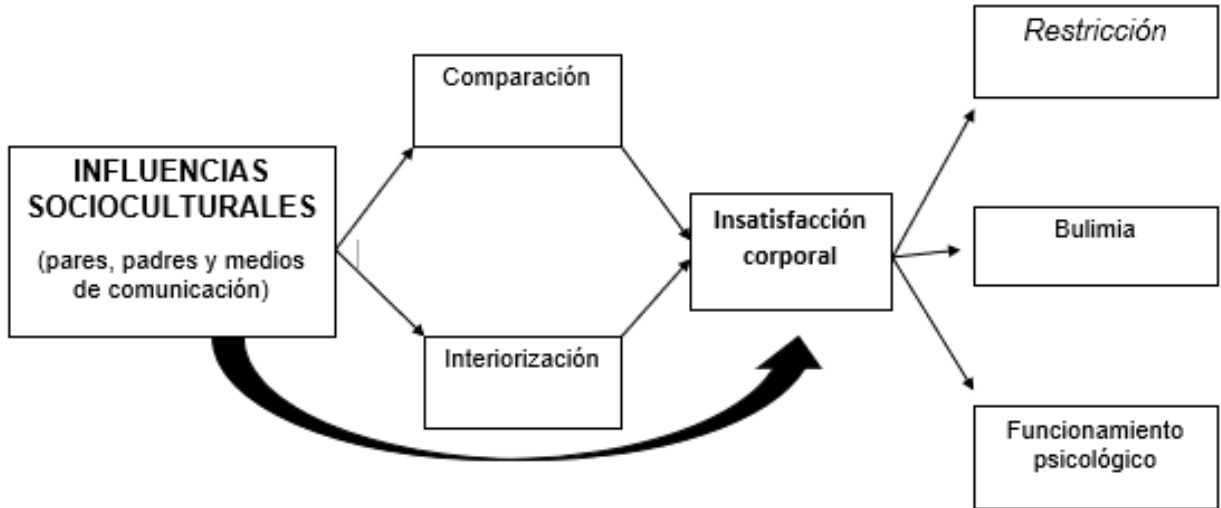 INFLUENCIAS
SOCIOCULTURALES
(pares, padres y medios
de comunicación)
Comparación
Interiorización
Insatisfacción
corporal
Restricción
Bulimia
Funcionamiento
psicológico